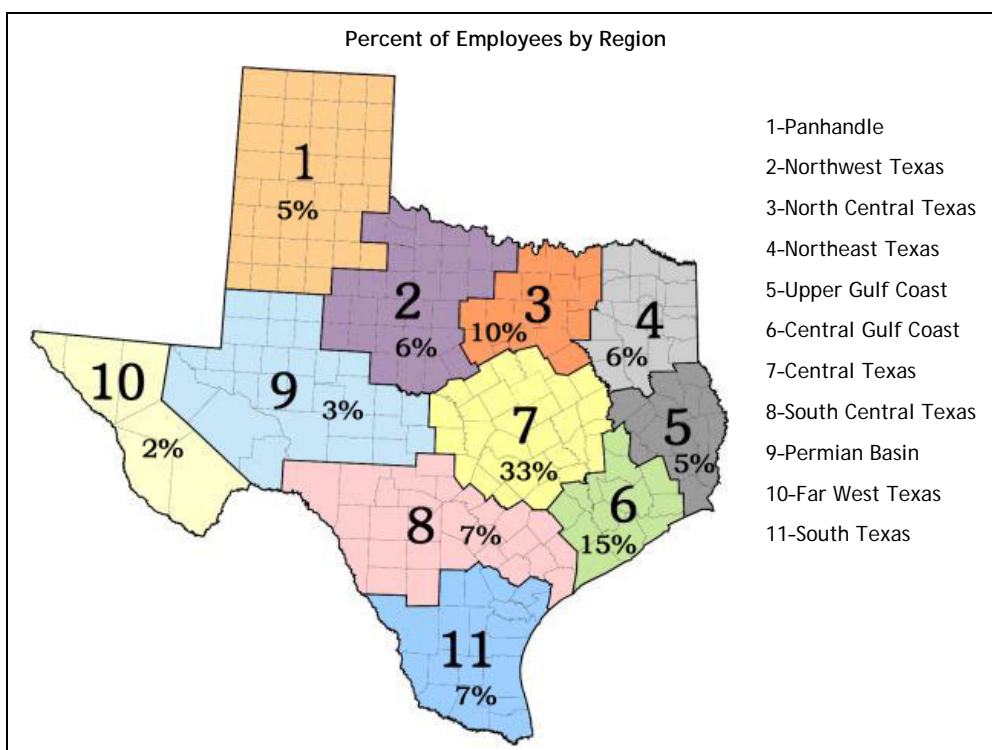 Percent of Employees by Region
1
5%
2
6%
3
10%
4
6%
5
5%
6
15%
7
33%
8
7%
9
3%
10
2%
11
7%
1-Panhandle
2-Northwest Texas
3-North Central Texas
4-Northeast Texas
5-Upper Gulf Coast
6-Central Gulf Coast
7-Central Texas
8-South Central Texas
9-Permian Basin
10-Far West Texas
11-South Texas